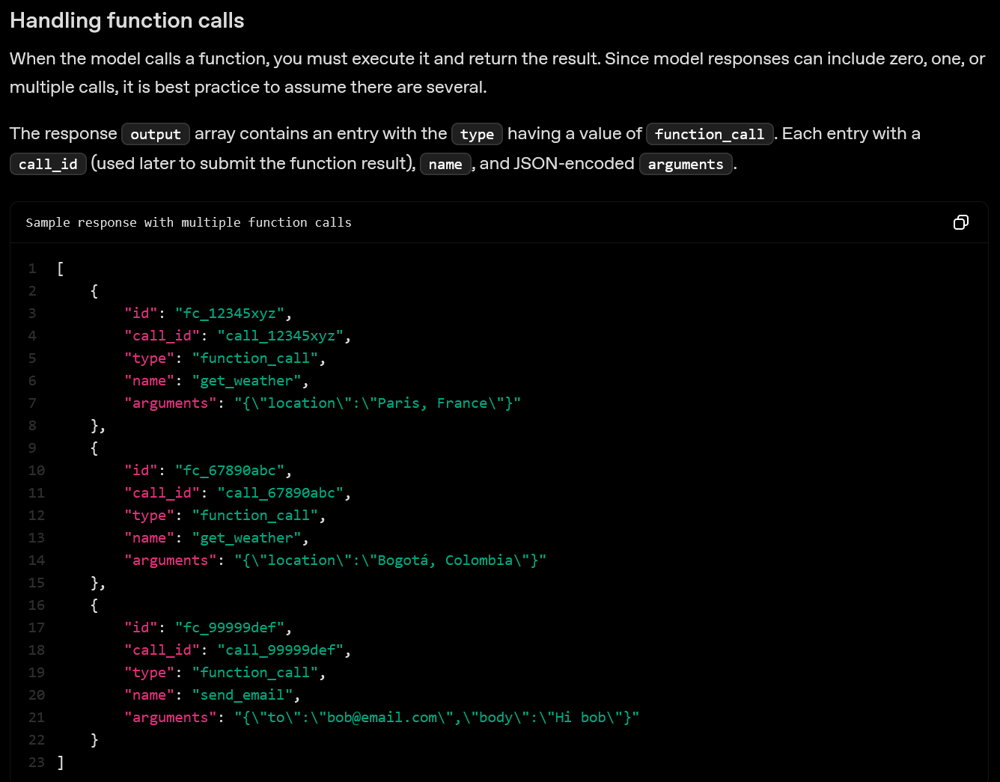 Handling function calls
When the model calls a function, you must execute it and return the result. Since model responses can include zero, one, or
multiple calls, it is best practice to assume there are several.
The response output array contains an entry with the type having a value of function_call. Each entry with a
call_id (used later to submit the function result), name, and JSON-encoded arguments.
Sample response with multiple function calls
1 [
2     {
3         "id": "fc_12345xyz",
4         "call_id": "call_12345xyz",
5         "type": "function_call",
6         "name": "get_weather",
7         "arguments": "{\"location\":\"Paris, France\"}"
8     },
9     {
10         "id": "fc_67890abc",
11         "call_id": "call_67890abc",
12         "type": "function_call",
13         "name": "get_weather",
14         "arguments": "{\"location\":\"Bogotá, Colombia\"}"
15     },
16     {
17         "id": "fc_99999def",
18         "call_id": "call_99999def",
19         "type": "function_call",
20         "name": "send_email",
21         "arguments": "{\"to\":\"bob@email.com\",\"body\":\"Hi bob\"}"
22     }
23 ]